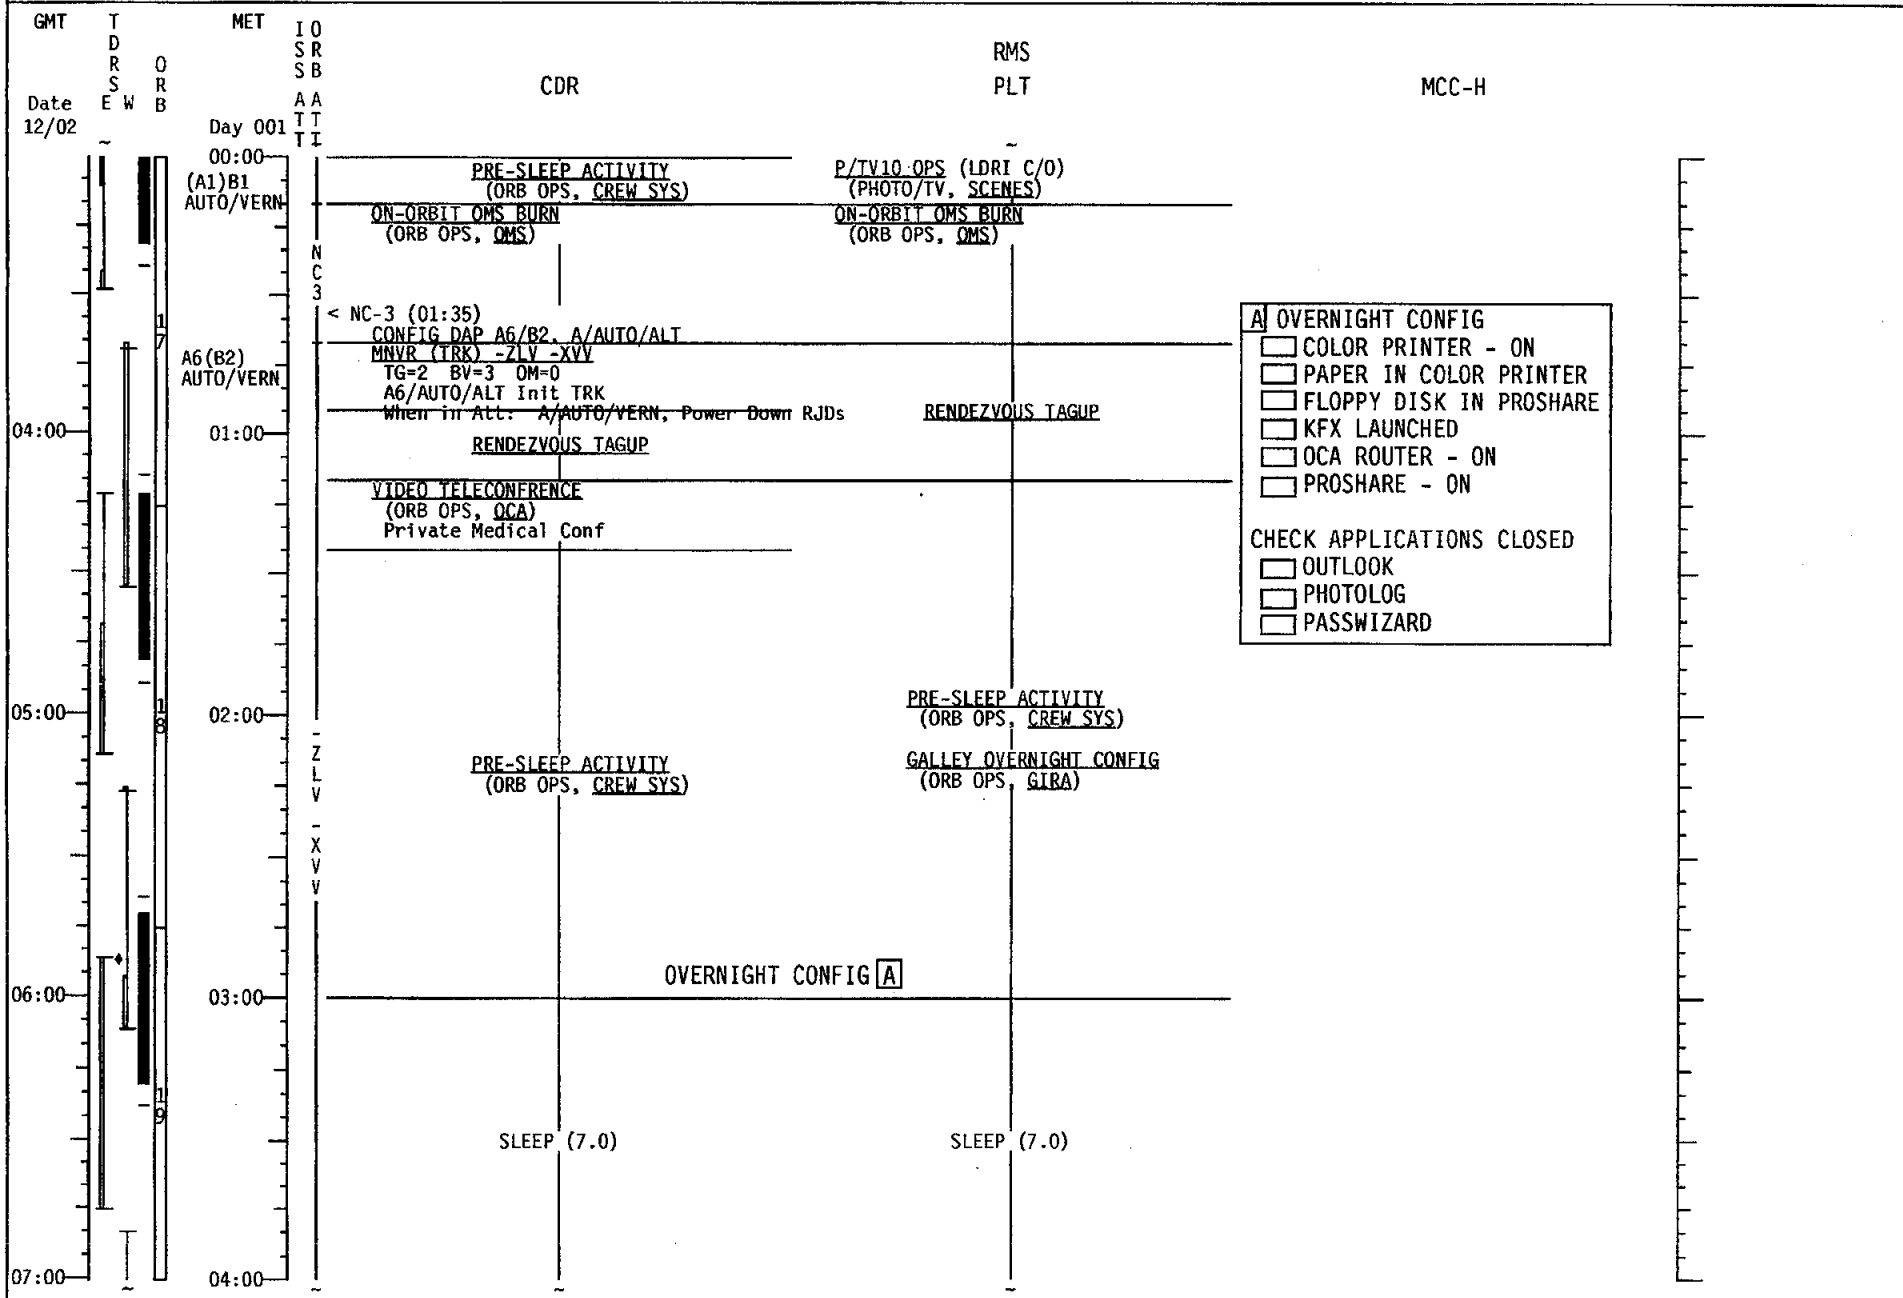 GMT
TDRS
E W
ORB
MET
ISS ATT
ORB ATT
Date
12/02
Day 001
CDR
RMS
PLT
MCC-H
00:00
(A1)B1
AUTO/VERN
PRE-SLEEP ACTIVITY
(ORB OPS, CREW SYS)
P/TV10 OPS (LDRI C/O)
(PHOTO/TV, SCENES)
ON-ORBIT OMS BURN
(ORB OPS, OMS)
ON-ORBIT OMS BURN
(ORB OPS, OMS)
NC3
< NC-3 (01:35)
CONFIG DAP A6/B2, A/AUTO/ALT
17
A6(B2)
AUTO/VERN
MNVR (TRK) -ZLV -XVV
TG=2 BV=3 OM=0
A6/AUTO/ALT Init TRK
When in Att: A/AUTO/VERN, Power Down RJDs
RENDEZVOUS TAGUP
04:00
01:00
RENDEZVOUS TAGUP
VIDEO TELECONFRENCE
(ORB OPS, OCA)
Private Medical Conf
A OVERNIGHT CONFIG
COLOR PRINTER - ON
PAPER IN COLOR PRINTER
FLOPPY DISK IN PROSHARE
KFX LAUNCHED
OCA ROUTER - ON
PROSHARE - ON
CHECK APPLICATIONS CLOSED
OUTLOOK
PHOTOLOG
PASSWIZARD
05:00
02:00
18
PRE-SLEEP ACTIVITY
(ORB OPS, CREW SYS)
-ZLV -XVV
PRE-SLEEP ACTIVITY
(ORB OPS, CREW SYS)
GALLEY OVERNIGHT CONFIG
(ORB OPS, GIRA)
OVERNIGHT CONFIG A
06:00
03:00
19
SLEEP (7.0)
SLEEP (7.0)
07:00
04:00